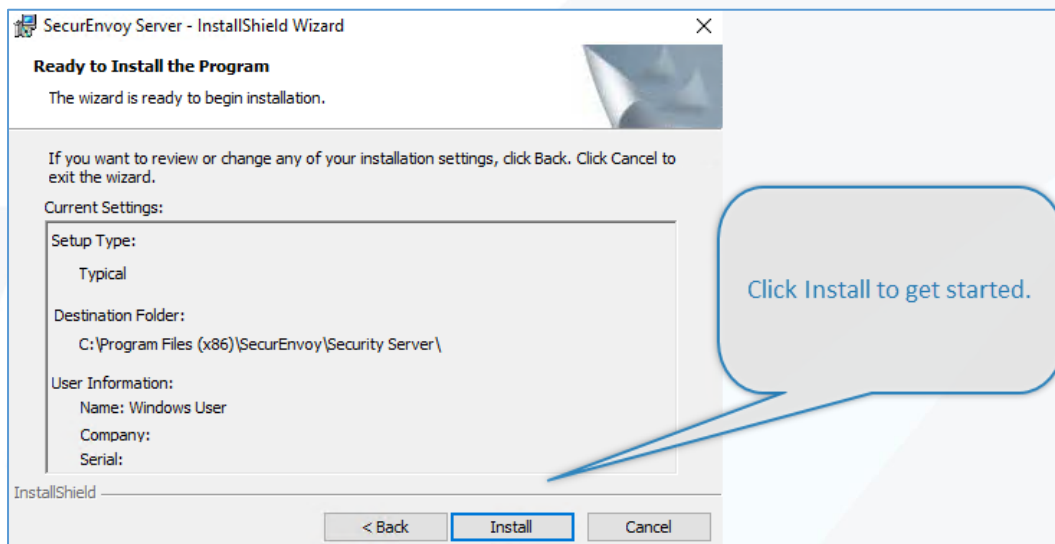 SecurEnvoy Server - InstallShield Wizard
Ready to Install the Program
The wizard is ready to begin installation.
If you want to review or change any of your installation settings, click Back. Click Cancel to
exit the wizard.
Current Settings:
Setup Type:
Typical
Destination Folder:
C:\Program Files (x86)\SecurEnvoy\Security Server\
User Information:
Name: Windows User
Company:
Serial:
InstallShield
< Back
Install
Cancel
Click Install to get started.